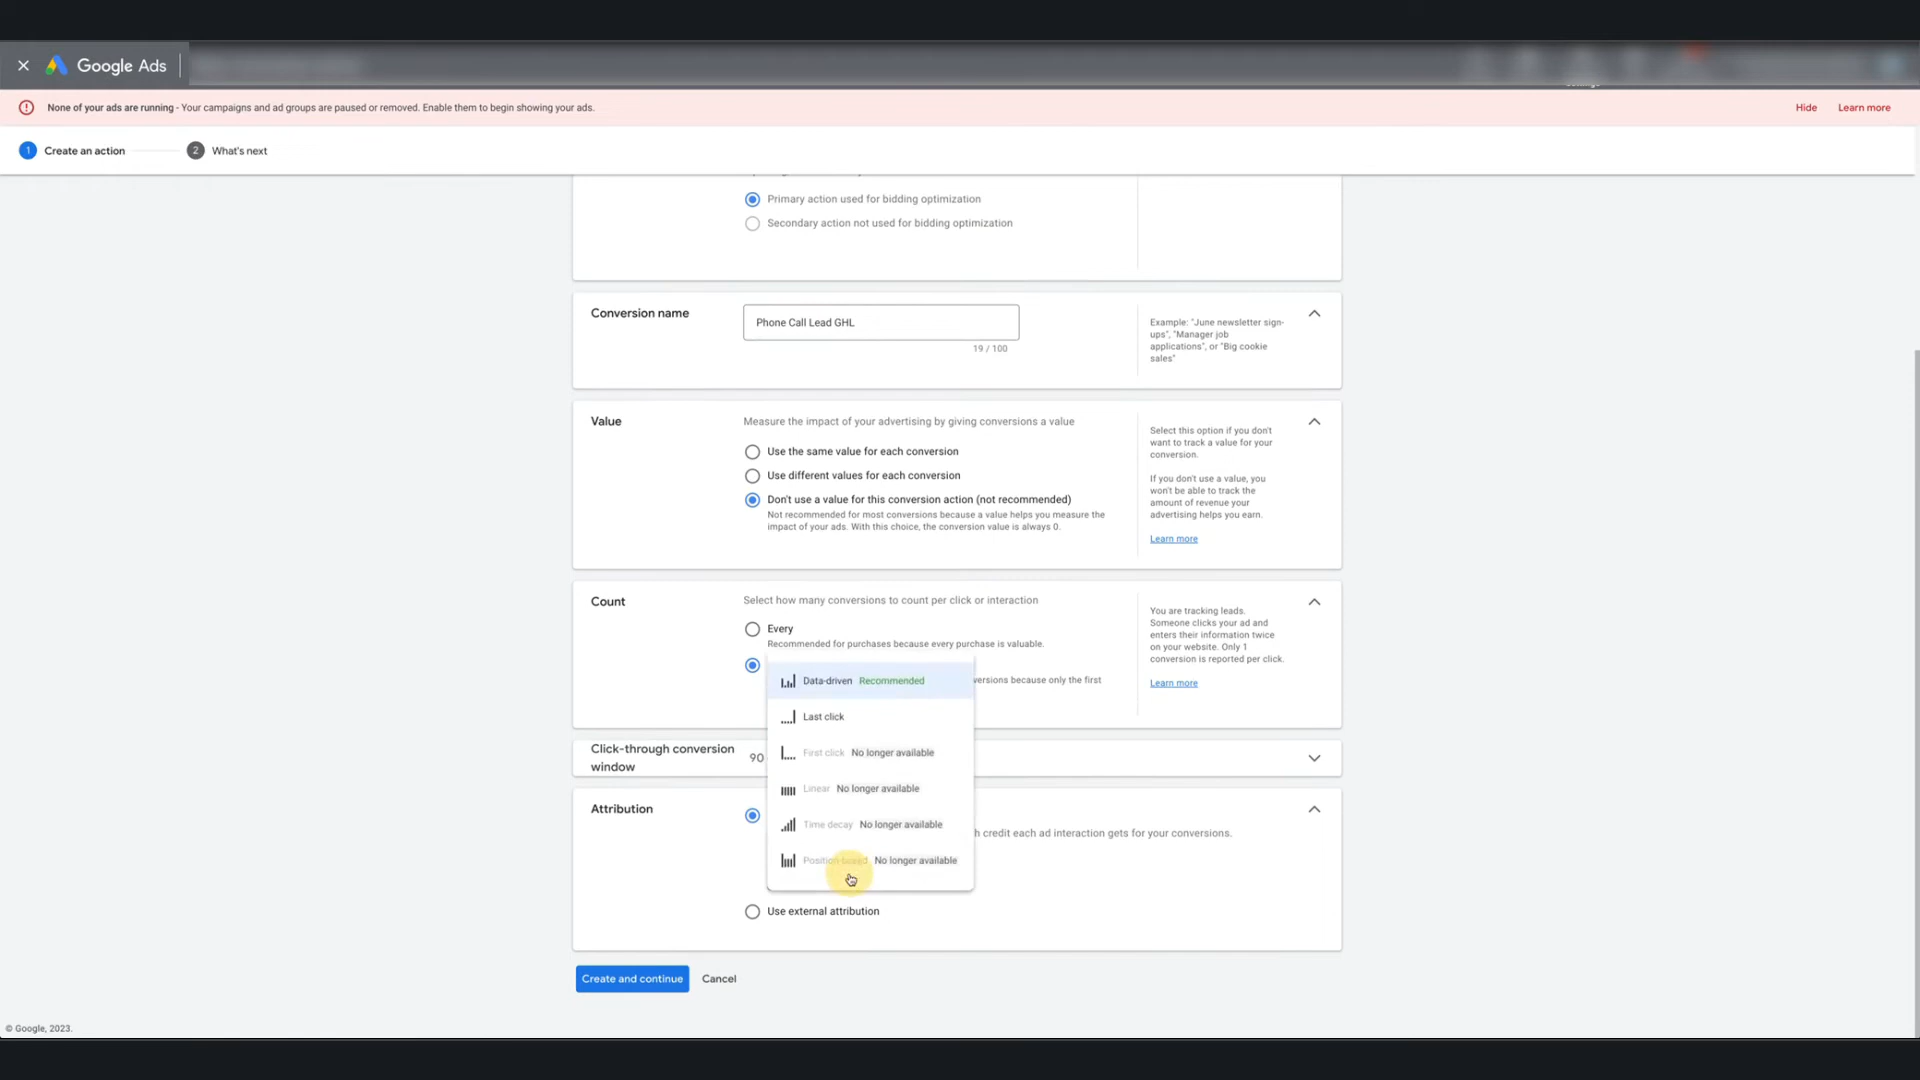 Google Ads
None of your ads are running - Your campaigns and ad groups are paused or removed. Enable them to begin showing your ads.
Hide
Learn more
1 Create an action
2 What's next
Primary action used for bidding optimization
Secondary action not used for bidding optimization
Conversion name
Phone Call Lead GHL
19 / 100
Example: "June newsletter sign-
ups", "Manager job
applications", or "Big cookie
sales"
Value
Measure the impact of your advertising by giving conversions a value
Use the same value for each conversion
Use different values for each conversion
Don't use a value for this conversion action (not recommended)
Not recommended for most conversions because a value helps you measure the
impact of your ads. With this choice, the conversion value is always 0.
Select this option if you don't
want to track a value for your
conversion.
If you don't use a value, you
won't be able to track the
amount of revenue your
advertising helps you earn.
Learn more
Count
Select how many conversions to count per click or interaction
Every
Recommended for purchases because every purchase is valuable.
versions because only the first
You are tracking leads.
Someone clicks your ad and
enters their information twice
on your website. Only 1
conversion is reported per click.
Learn more
Data-driven Recommended
Last click
First click No longer available
Linear No longer available
Time decay No longer available
Position-based No longer available
Click-through conversion
window
90
Attribution
h credit each ad interaction gets for your conversions.
Use external attribution
Create and continue
Cancel
© Google, 2023.